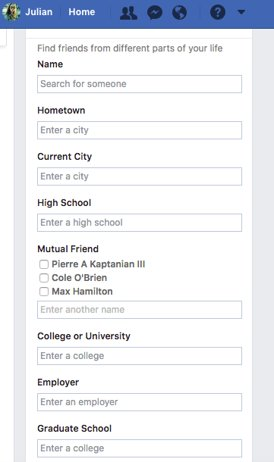 Julian Home
Find friends from different parts of your life
Name
Search for someone
Hometown
Enter a city
Current City
Enter a city
High School
Enter a high school
Mutual Friend
Pierre A Kaptanian III
Cole O'Brien
Max Hamilton
Enter another name
College or University
Enter a college
Employer
Enter an employer
Graduate School
Enter a college